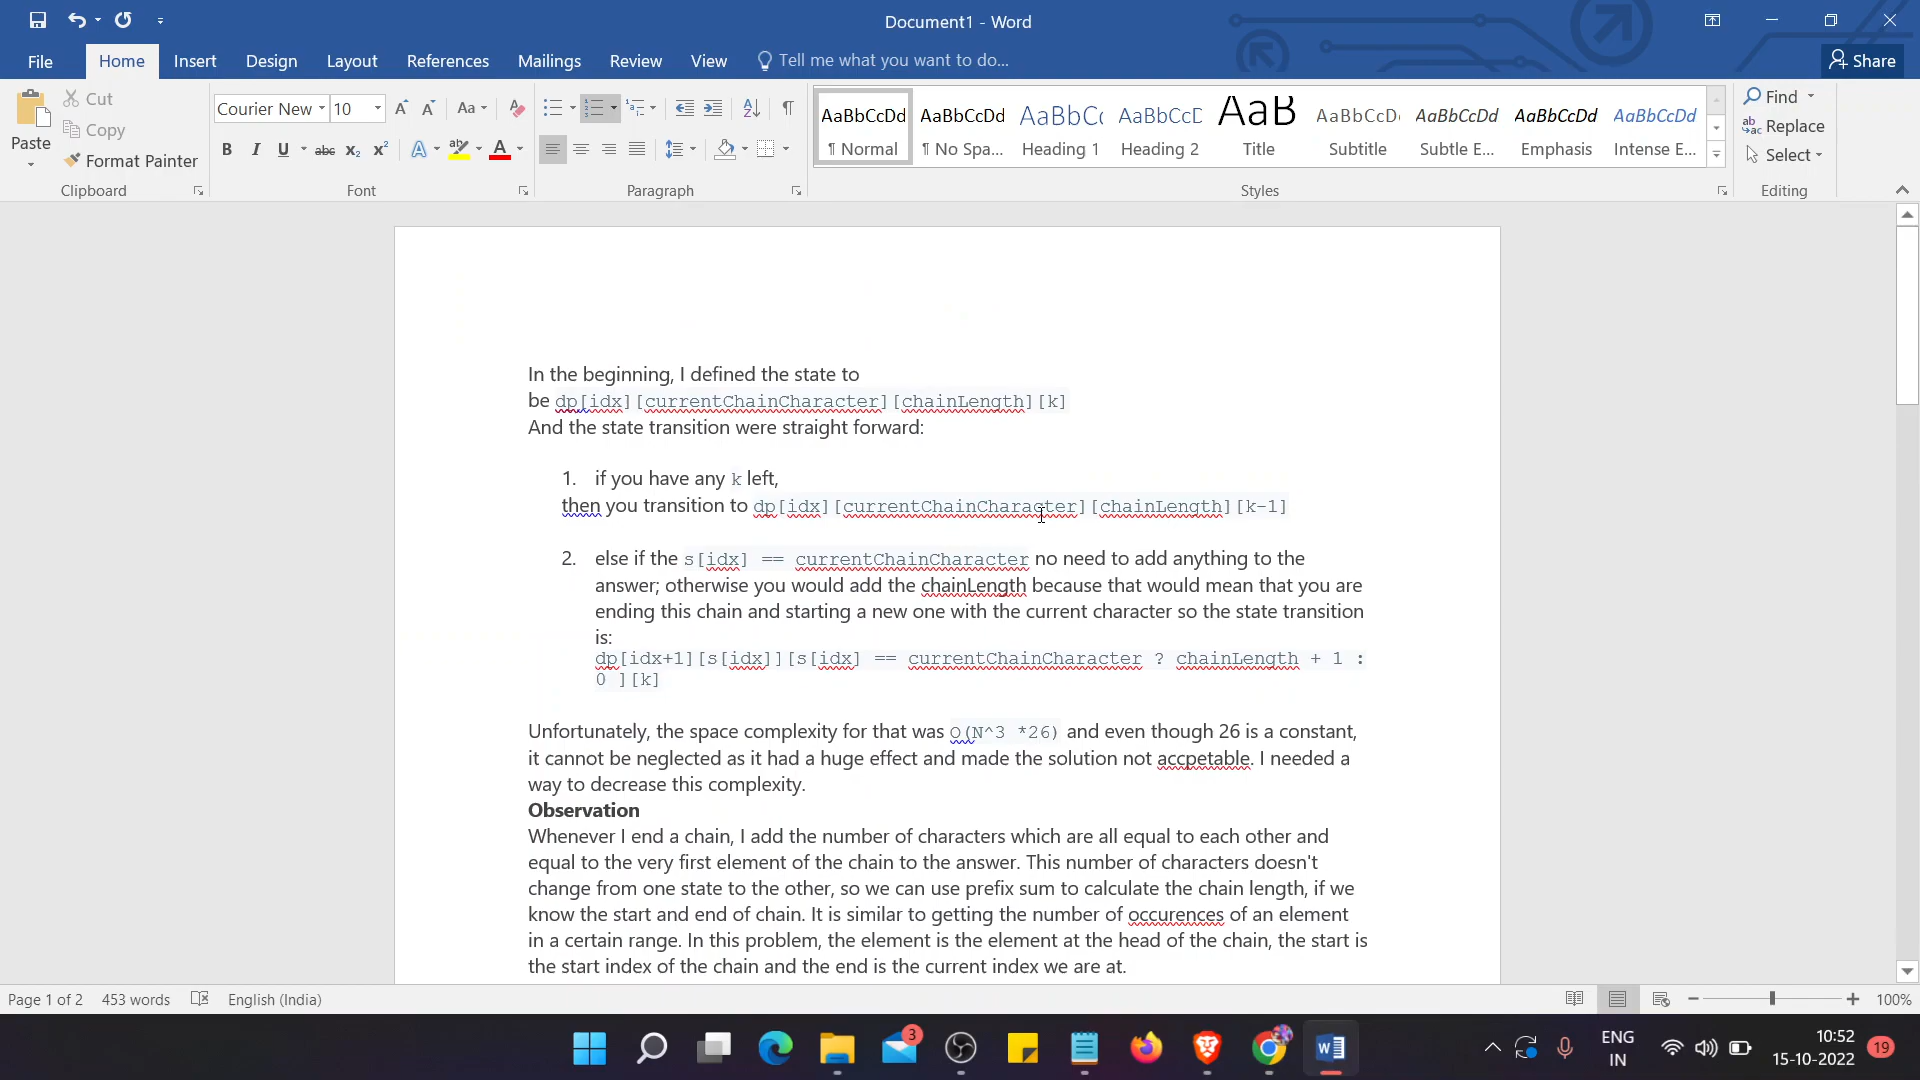 Document1 - Word
File Home Insert Design Layout References Mailings Review View Tell me what you want to do... Share
Cut
Copy
Format Painter
Paste
Clipboard
Courier New 10
Font
Paragraph
AaBbCcDd AaBbCcDd AaBbCc AaBbCcD AaB AaBbCcD AaBbCcDd AaBbCcDd AaBbCcDd
¶ Normal ¶ No Spa... Heading 1 Heading 2 Title Subtitle Subtle E... Emphasis Intense E...
Styles
Find
Replace
Select
Editing
In the beginning, I defined the state to
be dp[idx][currentChainCharacter][chainLength][k]
And the state transition were straight forward:
1. if you have any k left,
then you transition to dp[idx][currentChainCharacter][chainLength][k-1]
2. else if the s[idx] == currentChainCharacter no need to add anything to the
answer; otherwise you would add the chainLength because that would mean that you are
ending this chain and starting a new one with the current character so the state transition
is:
dp[idx+1][s[idx]][s[idx] == currentChainCharacter ? chainLength + 1 :
0 ][k]
Unfortunately, the space complexity for that was O(N^3 *26) and even though 26 is a constant,
it cannot be neglected as it had a huge effect and made the solution not accpetable. I needed a
way to decrease this complexity.
Observation
Whenever I end a chain, I add the number of characters which are all equal to each other and
equal to the very first element of the chain to the answer. This number of characters doesn't
change from one state to the other, so we can use prefix sum to calculate the chain length, if we
know the start and end of chain. It is similar to getting the number of occurences of an element
in a certain range. In this problem, the element is the element at the head of the chain, the start is
the start index of the chain and the end is the current index we are at.
Page 1 of 2 453 words English (India) 100%
3
ENG
IN
10:52
15-10-2022
19